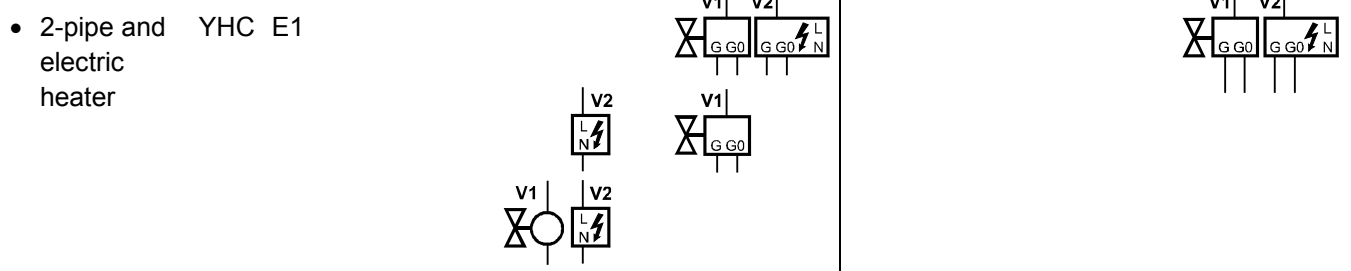 V1 V2 V1 V2
• 2-pipe and YHC E1
electric
heater
G G0 G G0 L N G G0 G G0 L N
V2 V1
L
N G G0
V1 V2
L
N